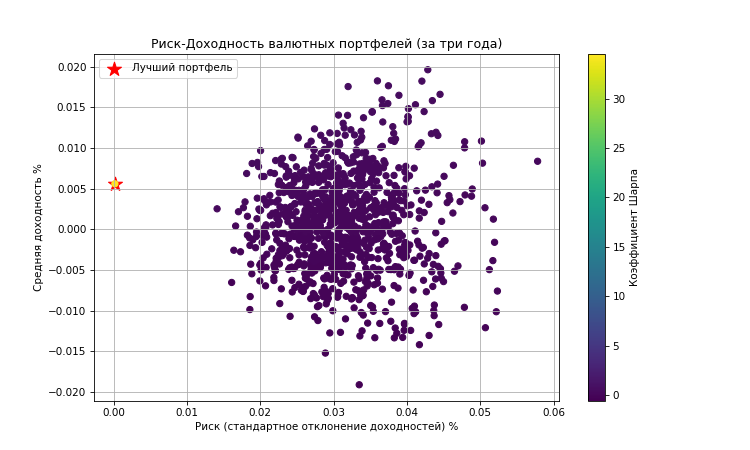 Риск-Доходность валютных портфелей (за три года)
Лучший портфель
Средняя доходность %
0.020
0.015
0.010
0.005
0.000
−0.005
−0.010
−0.015
−0.020
0.00 0.01 0.02 0.03 0.04 0.05 0.06
Риск (стандартное отклонение доходностей) %
30
25
20
15
10
5
0
Коэффициент Шарпа